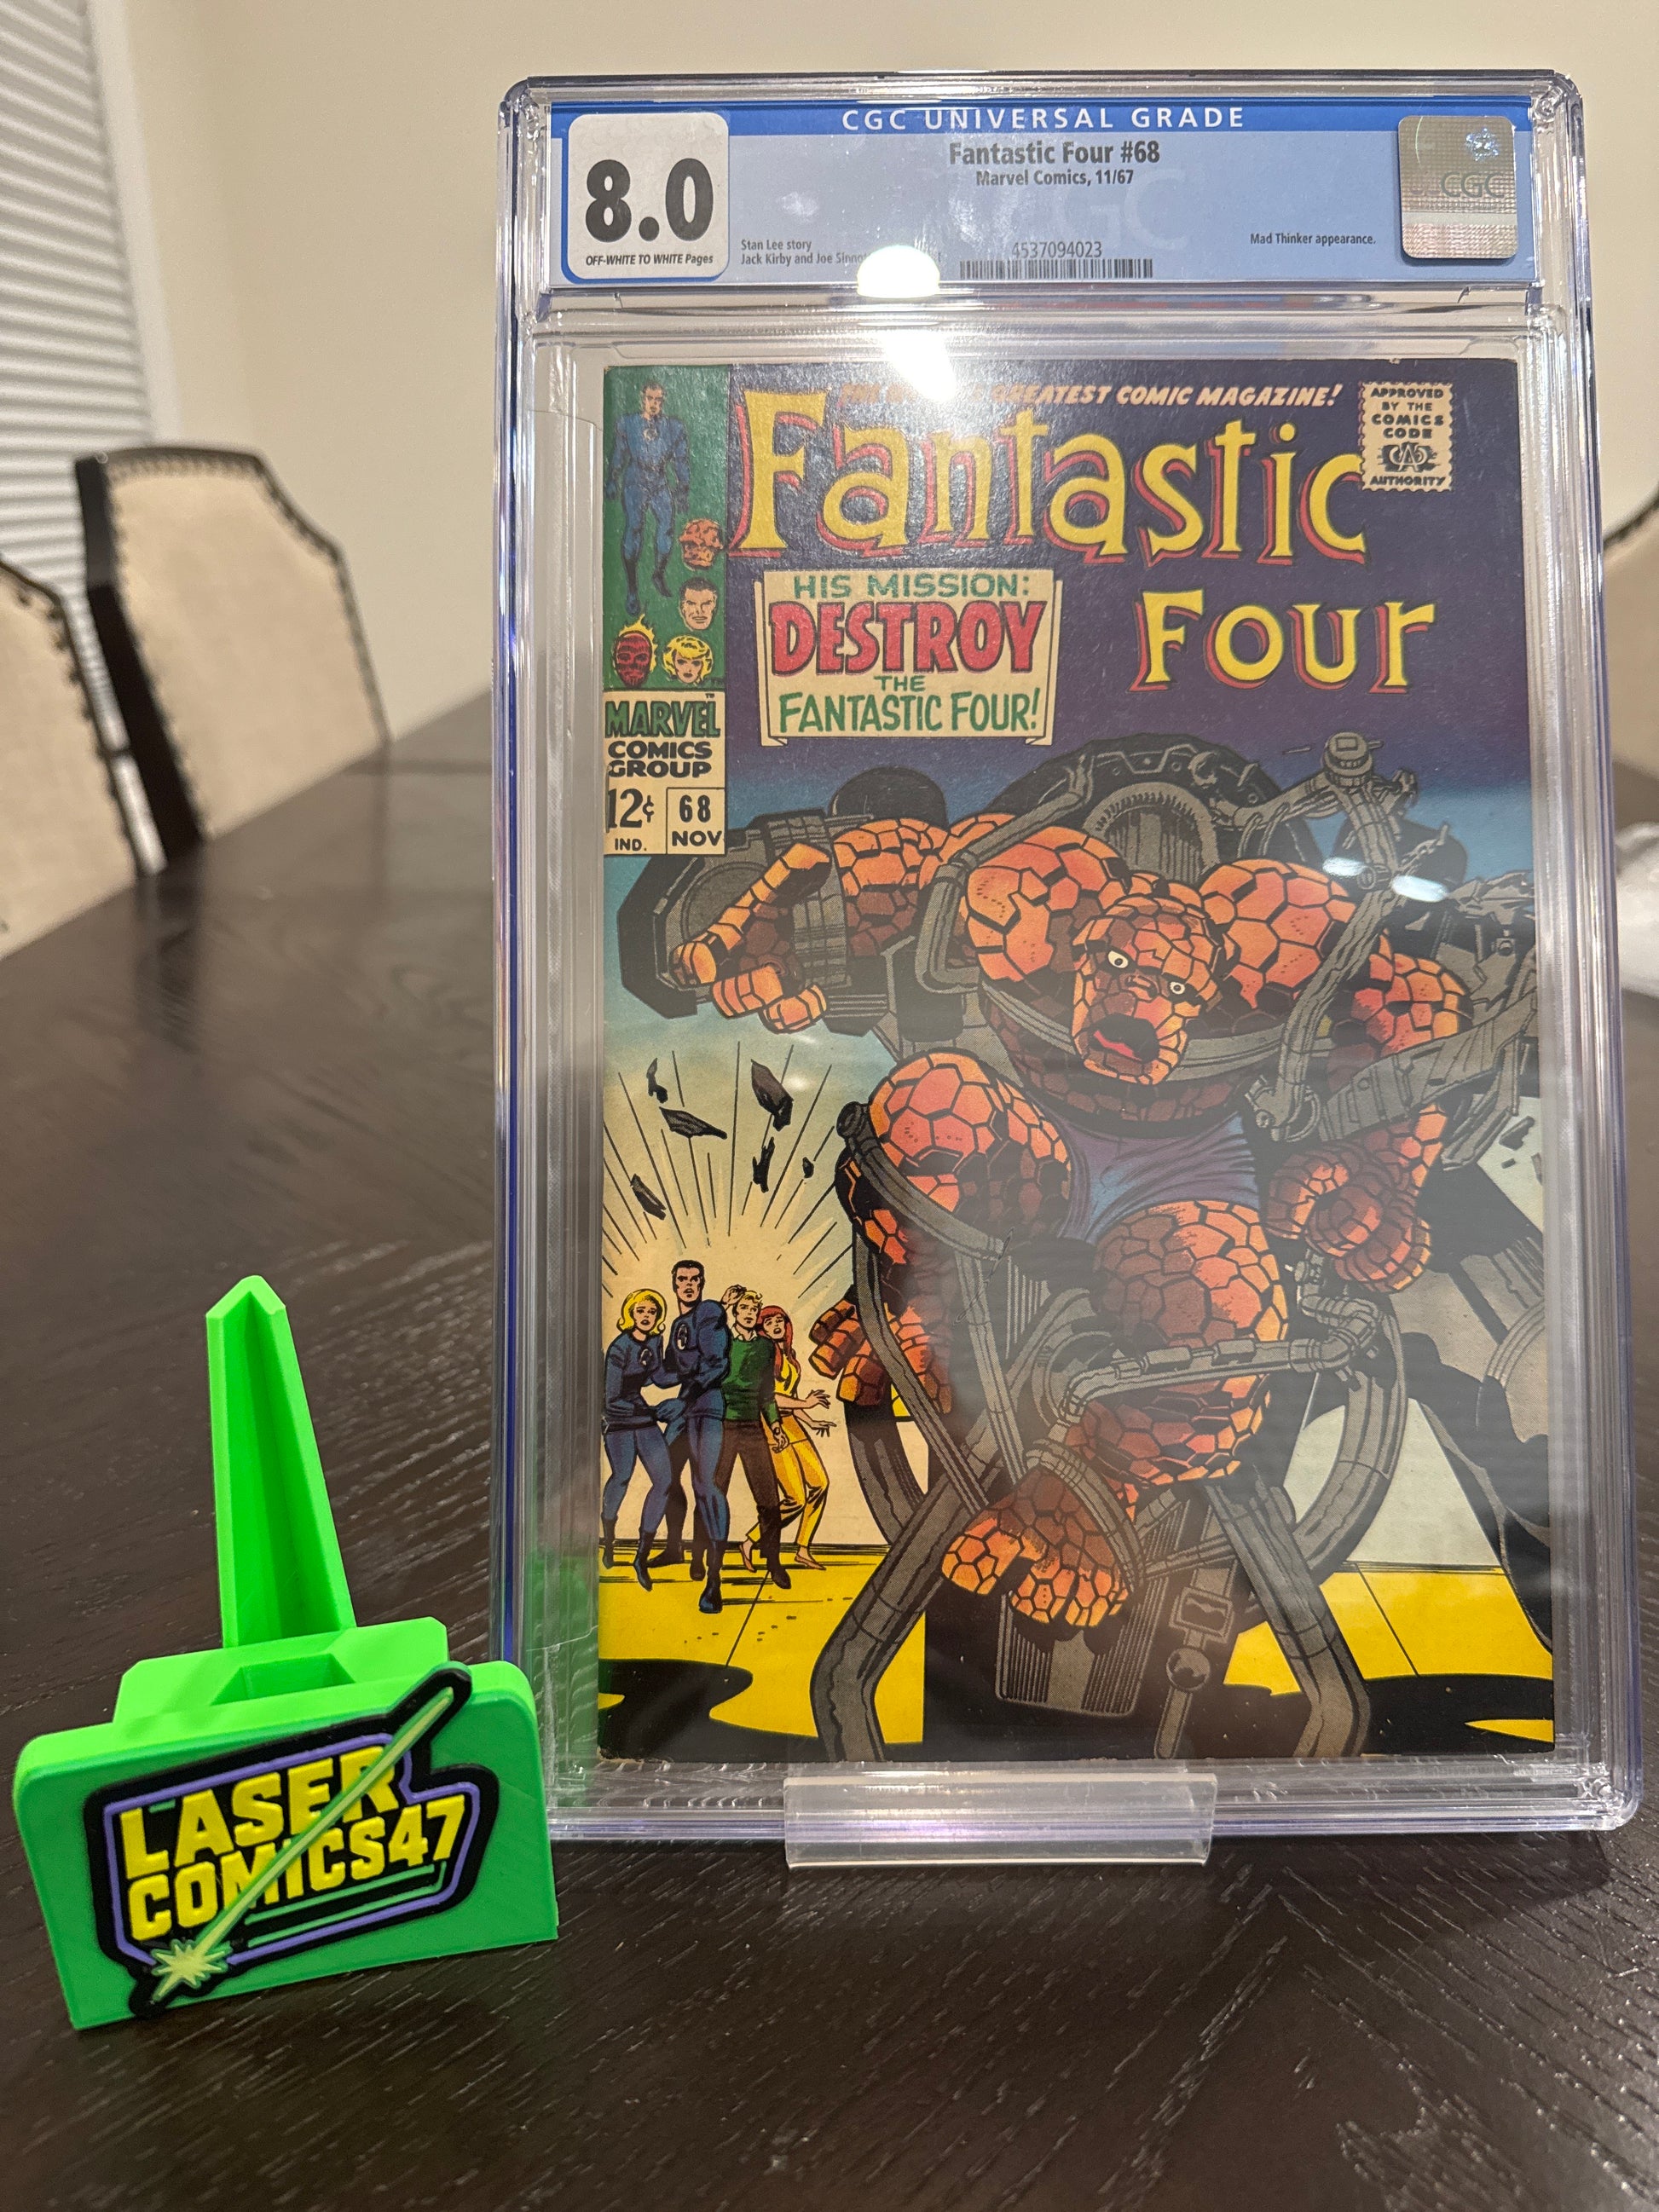 CGC UNIVERSAL GRADE
8.0
OFF-WHITE TO WHITE Pages
Fantastic Four #68
Marvel Comics, 11/67
Stan Lee story
Jack Kirby and Joe
4537094023
Mad Thinker appearance.
CGC
GREATEST COMIC MAGAZINE!
Fantastic
Four
APPROVED
BY THE
COMICS
CODE
CA
AUTHORITY
HIS MISSION:
DESTROY
THE
FANTASTIC FOUR!
MARVEL
COMICS
GROUP
12¢
IND.
68
NOV
LASER
COMICS47